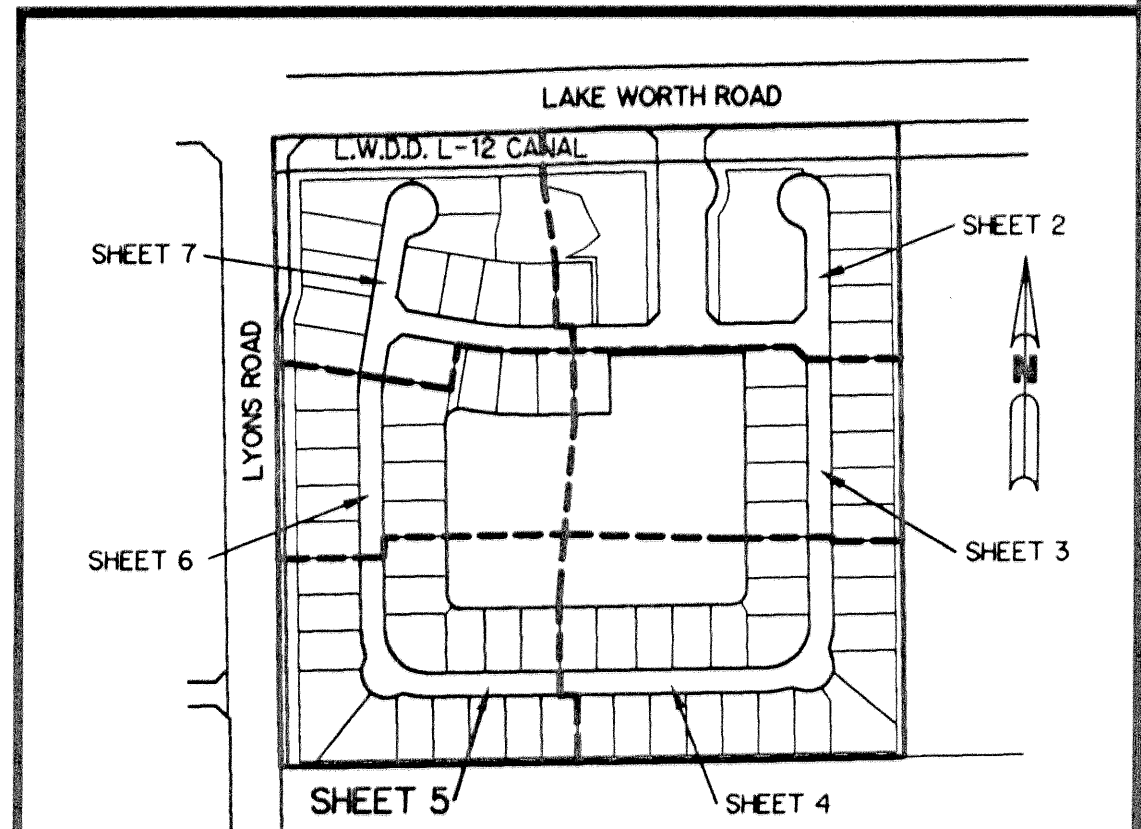 LAKE WORTH ROAD
L.W.D.D. L-12 CANAL
SHEET 7
SHEET 2
N
LYONS ROAD
SHEET 6
SHEET 3
SHEET 5
SHEET 4